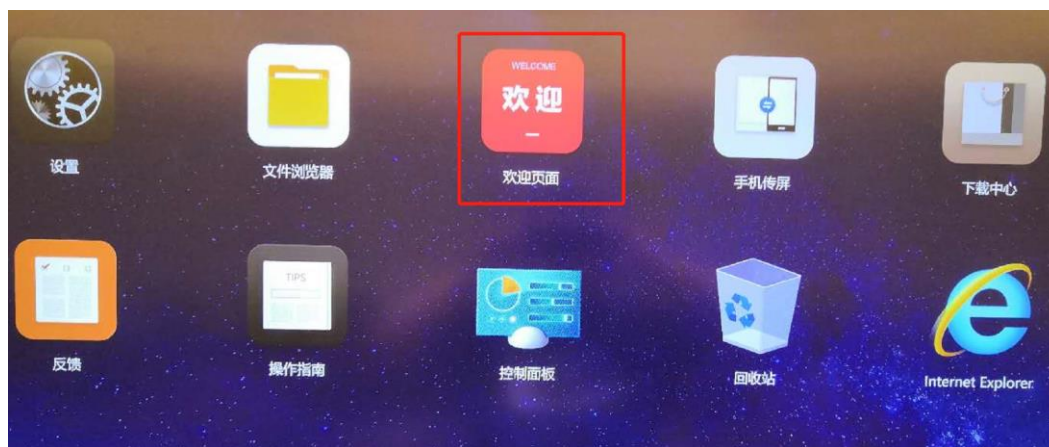 WELCOME
欢迎
设置
文件浏览器
欢迎页面
手机传屏
下载中心
TIPS
反馈
操作指南
控制面板
回收站
Internet Explorer